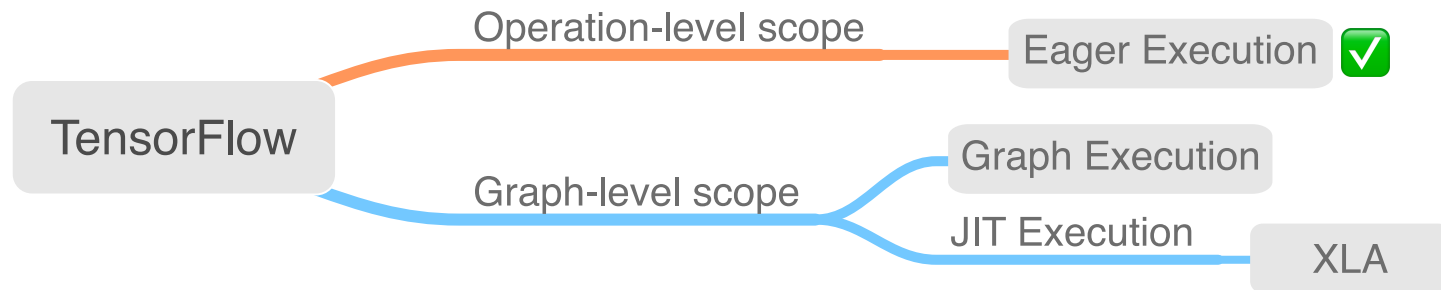 TensorFlow
Operation-level scope
Eager Execution ✅
Graph-level scope
Graph Execution
JIT Execution
XLA